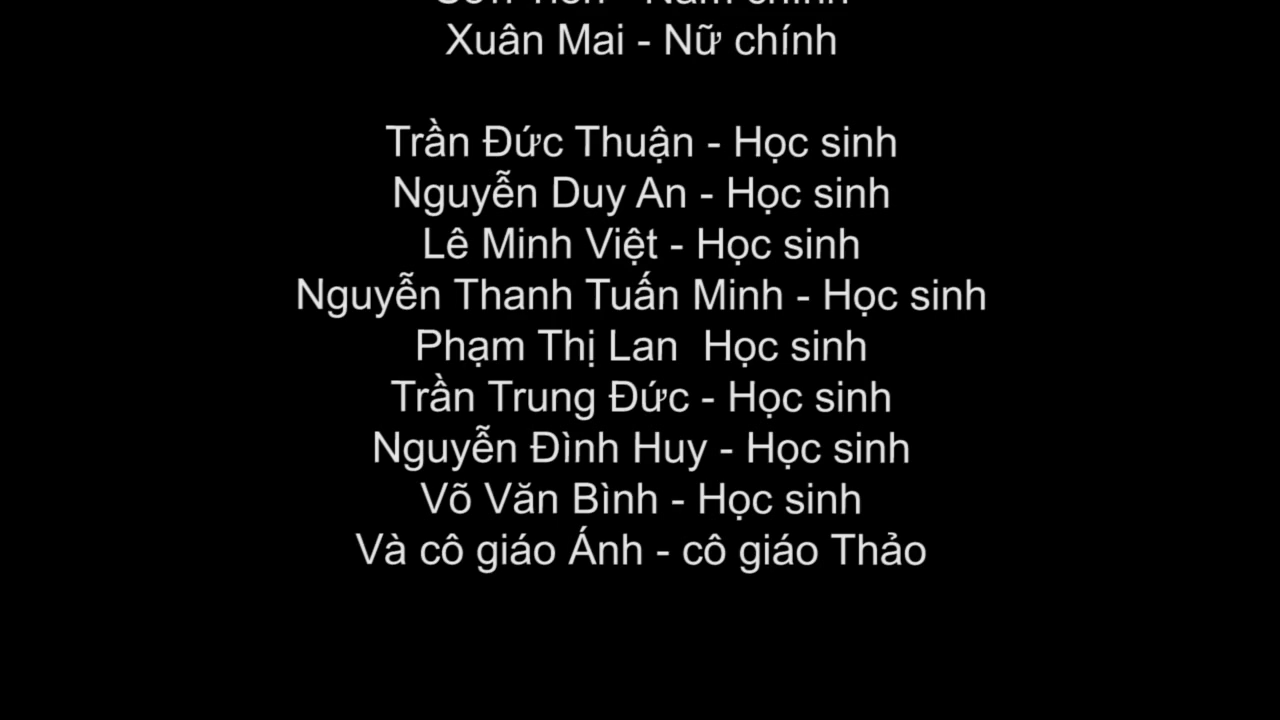 Xuân Mai - Nữ chính
Trần Đức Thuận - Học sinh
Nguyễn Duy An - Học sinh
Lê Minh Việt - Học sinh
Nguyễn Thanh Tuấn Minh - Học sinh
Phạm Thị Lan  Học sinh
Trần Trung Đức - Học sinh
Nguyễn Đình Huy - Học sinh
Võ Văn Bình - Học sinh
Và cô giáo Ánh - cô giáo Thảo